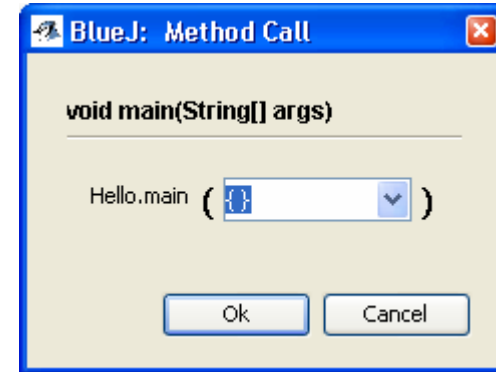 BlueJ: Method Call
void main(String[] args)
Hello.main ( {} )
Ok Cancel